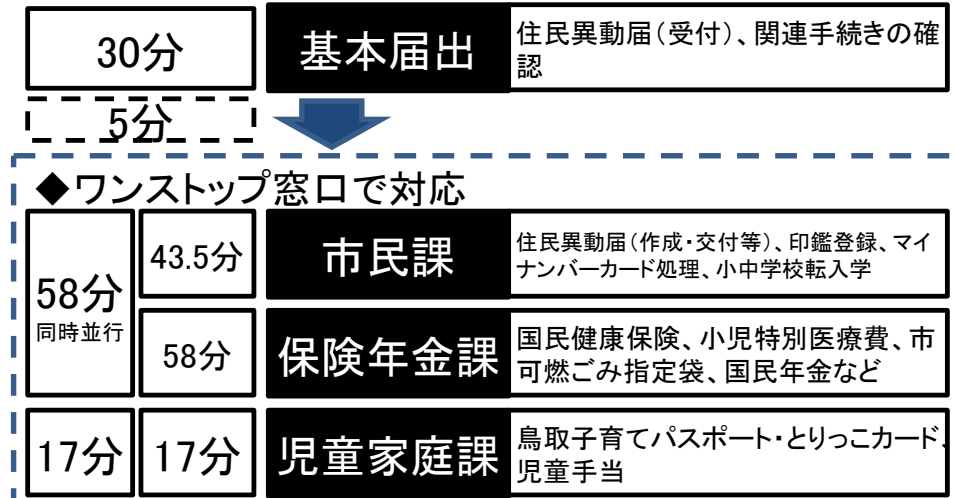 30分
基本届出
住民異動届（受付）、関連手続きの確
認
5分
◆ワンストップ窓口で対応
58分
同時並行
43.5分
市民課
住民異動届（作成・交付等）、印鑑登録、マイ
ナンバーカード処理、小中学校転入学
58分
保険年金課
国民健康保険、小児特別医療費、市
可燃ごみ指定袋、国民年金など
17分
17分
児童家庭課
鳥取子育てパスポート・とりっこカード、
児童手当